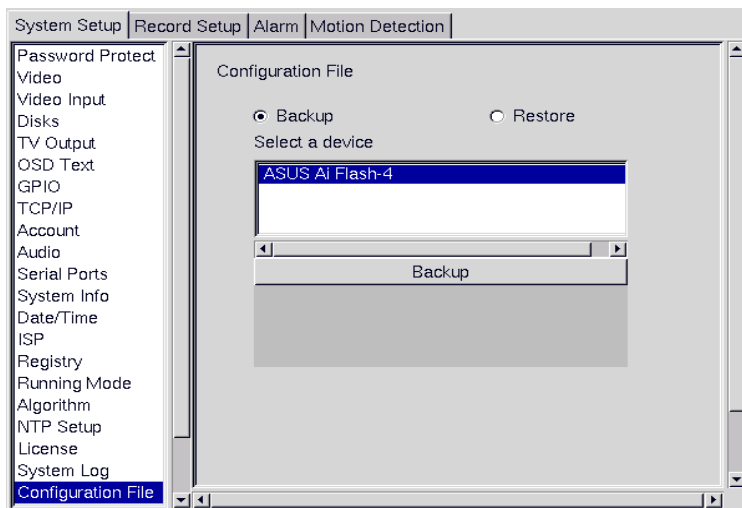 System Setup Record Setup Alarm Motion Detection
Password Protect
Video
Video Input
Disks
TV Output
OSD Text
GPIO
TCP/IP
Account
Audio
Serial Ports
System Info
Date/Time
ISP
Registry
Running Mode
Algorithm
NTP Setup
License
System Log
Configuration File
Configuration File
Backup Restore
Select a device
ASUS Ai Flash-4
Backup